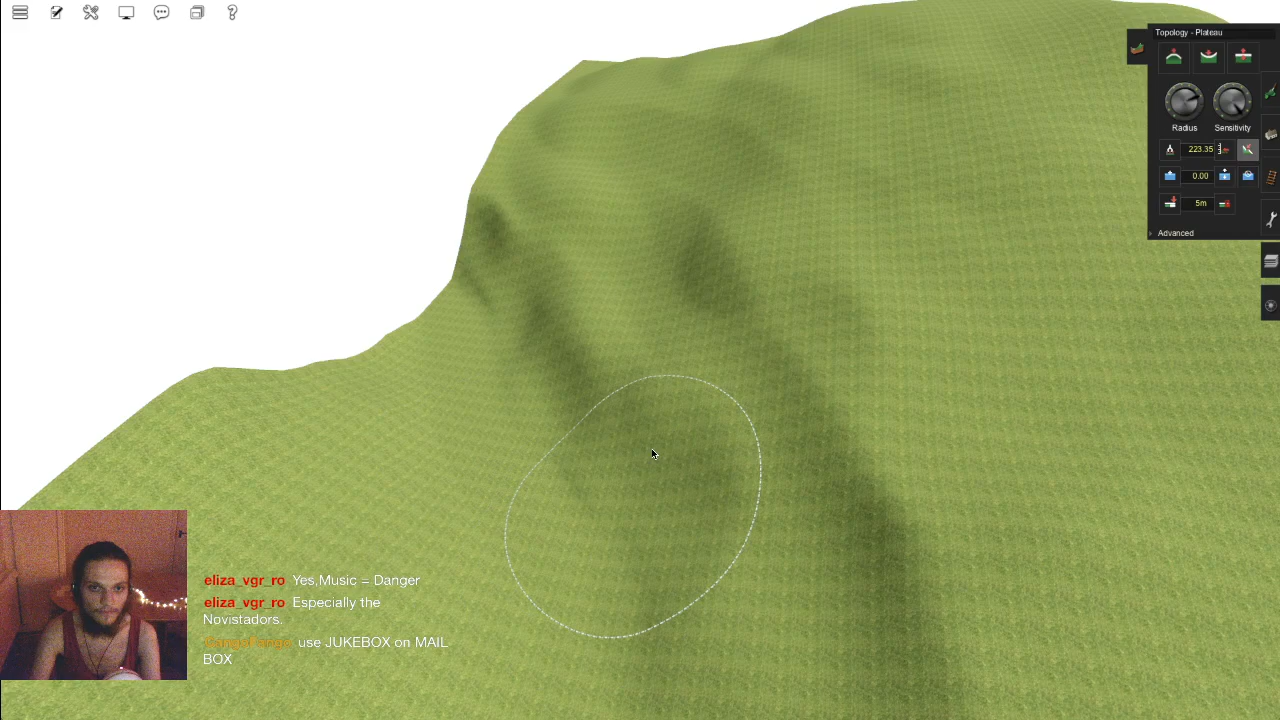 Topology - Plateau
Radius
Sensitivity
223.35
0.00
5m
Advanced
eliza_vgr_ro Yes,Music = Danger
eliza_vgr_ro Especially the
Novistadors.
use JUKEBOX on MAIL
BOX